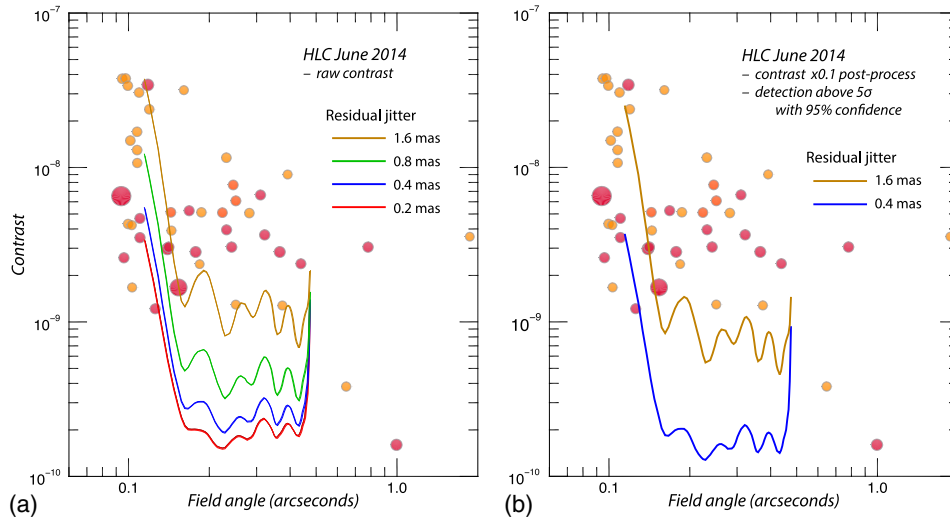 10⁻⁷
10⁻⁸
10⁻⁹
10⁻¹⁰
Contrast
HLC June 2014
– raw contrast
Residual jitter
1.6 mas
0.8 mas
0.4 mas
0.2 mas
0.1
1.0
Field angle (arcseconds)
(a)
10⁻⁷
10⁻⁸
10⁻⁹
10⁻¹⁰
HLC June 2014
– contrast x0.1 post-process
– detection above 5σ
with 95% confidence
Residual jitter
1.6 mas
0.4 mas
0.1
1.0
Field angle (arcseconds)
(b)